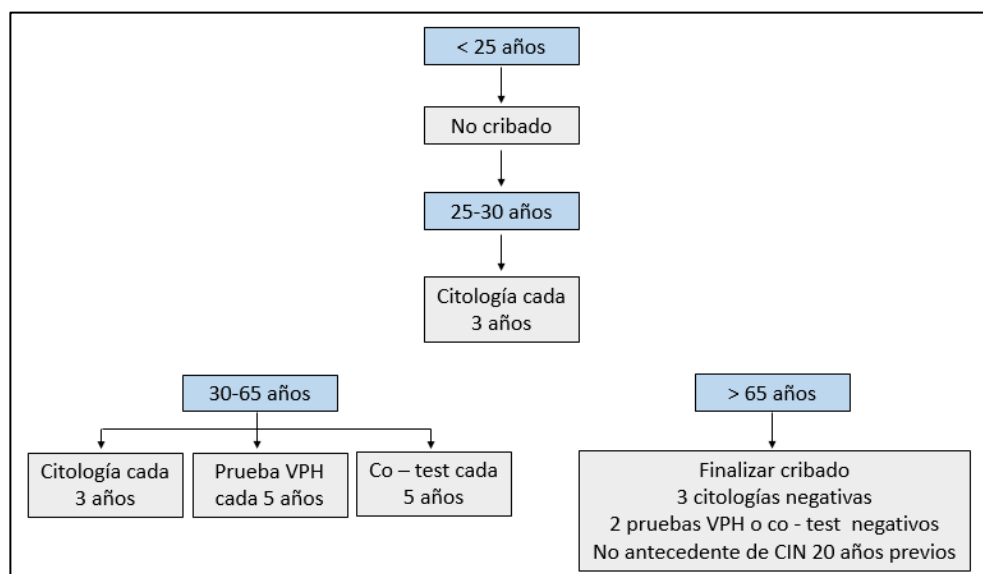 < 25 años
No cribado
25-30 años
Citología cada
3 años
30-65 años
Citología cada
3 años
Prueba VPH
cada 5 años
Co – test cada
5 años
> 65 años
Finalizar cribado
3 citologías negativas
2 pruebas VPH o co - test negativos
No antecedente de CIN 20 años previos